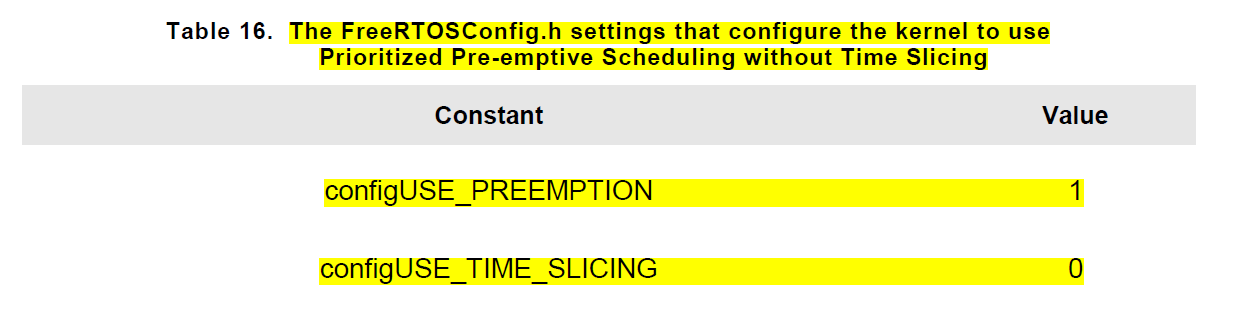 Table 16. The FreeRTOSConfig.h settings that configure the kernel to use
Prioritized Pre-emptive Scheduling without Time Slicing
Constant Value
configUSE_PREEMPTION 1
configUSE_TIME_SLICING 0